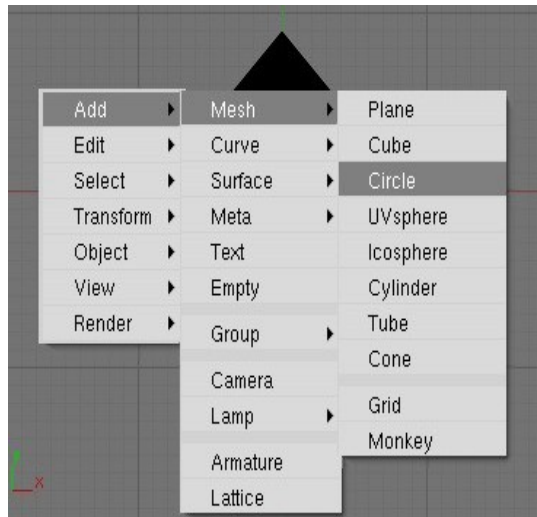 Add
Edit
Select
Transform
Object
View
Render
Mesh
Curve
Surface
Meta
Text
Empty
Group
Camera
Lamp
Armature
Lattice
Plane
Cube
Circle
UVsphere
Icosphere
Cylinder
Tube
Cone
Grid
Monkey
x